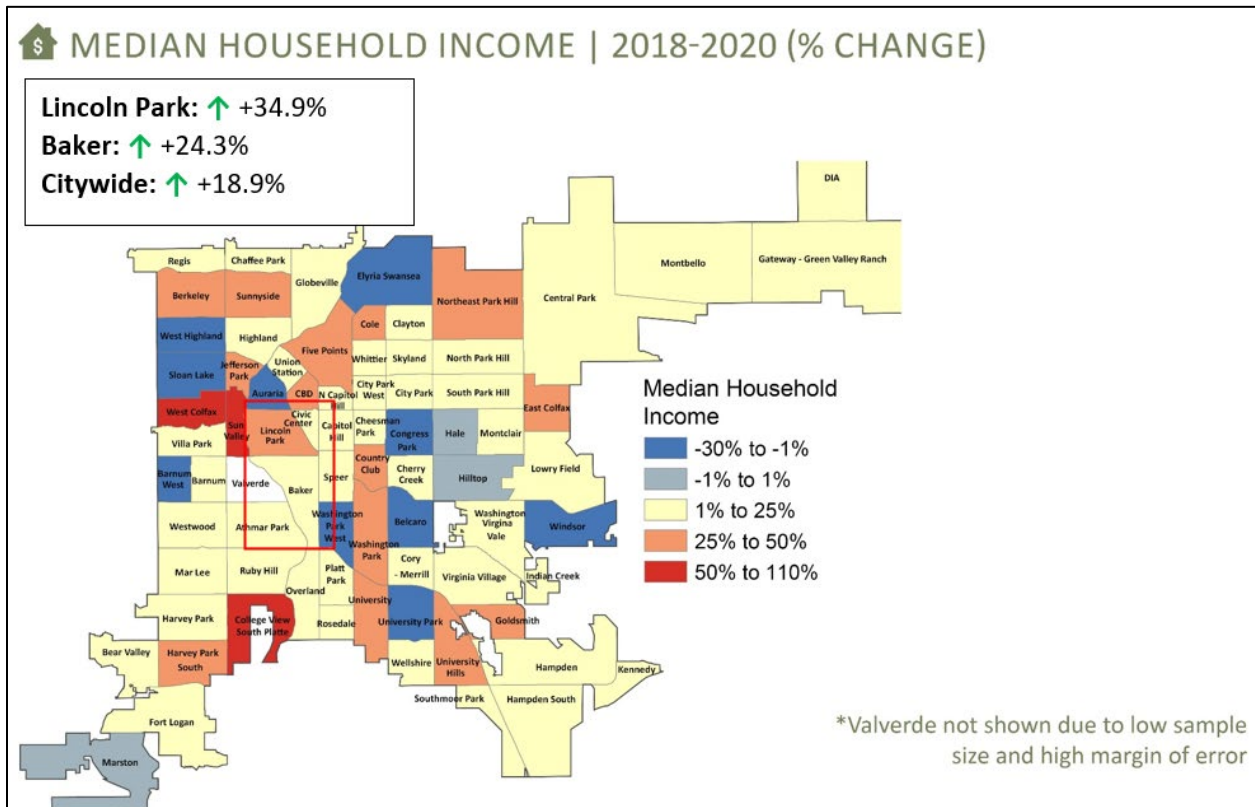 MEDIAN HOUSEHOLD INCOME | 2018-2020 (% CHANGE)
Lincoln Park: ↑ +34.9%
Baker: ↑ +24.3%
Citywide: ↑ +18.9%
DIA
Regis
Chaffee Park
Globeville
Elyria Swansea
Montbello
Gateway - Green Valley Ranch
Berkeley
Sunnyside
Northeast Park Hill
Central Park
West Highland
Highland
Five Points
Cole
Clayton
Sloan Lake
Jefferson
Park
Union
Station
Whittier
Skyland
North Park Hill
Auraria
CBD
N Capitol
Hill
City Park
West
City Park
South Park Hill
West Colfax
Sun
Valley
Lincoln
Park
Civic
Center
Capitol
Hill
Cheesman
Park
Congress
Park
Hale
Montclair
East Colfax
Villa Park
Country
Club
Barnum
West
Barnum
Valverde
Baker
Speer
Cherry
Creek
Hilltop
Lowry Field
Westwood
Athmar Park
Washington
Park
West
Washington
Park
Belcaro
Washington
Virgina
Vale
Windsor
Mar Lee
Ruby Hill
Overland
Platt
Park
Cory
- Merrill
Virginia Village
Indian Creek
Harvey Park
College View
South Platte
Rosedale
University
University Park
Goldsmith
Bear Valley
Harvey Park
South
Wellshire
University
Hills
Hampden
Kennedy
Southmoor Park
Hampden South
Fort Logan
Marston
Median Household
Income
-30% to -1%
-1% to 1%
1% to 25%
25% to 50%
50% to 110%
*Valverde not shown due to low sample
size and high margin of error